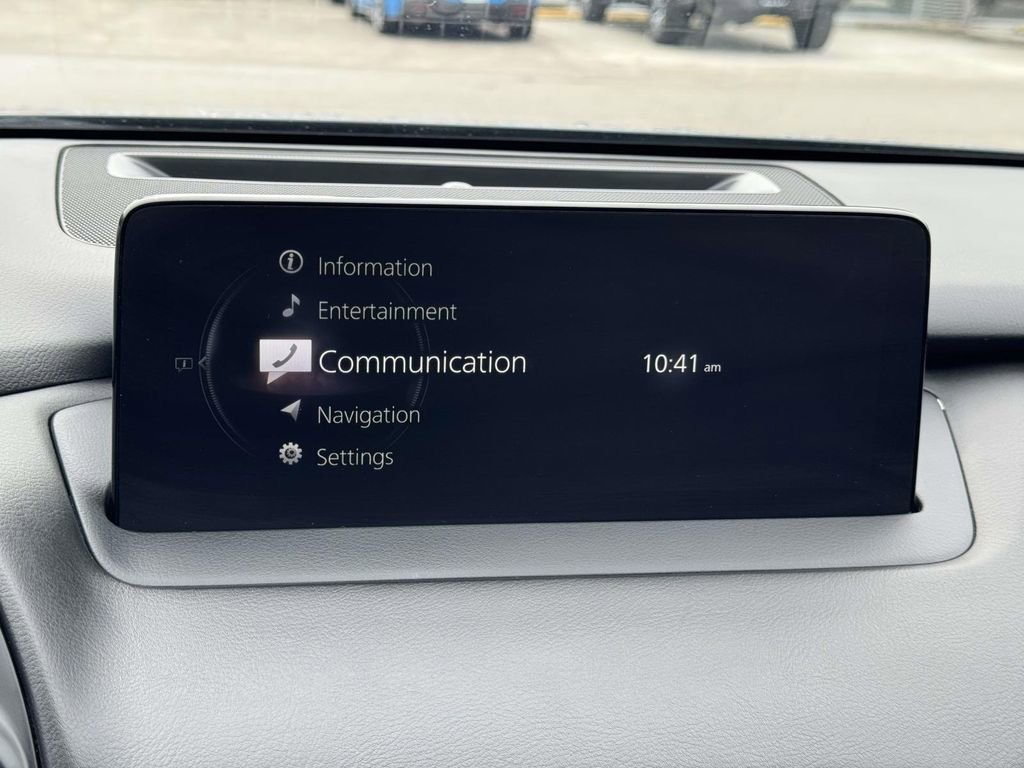 Information
Entertainment
Communication
10:41 am
Navigation
Settings